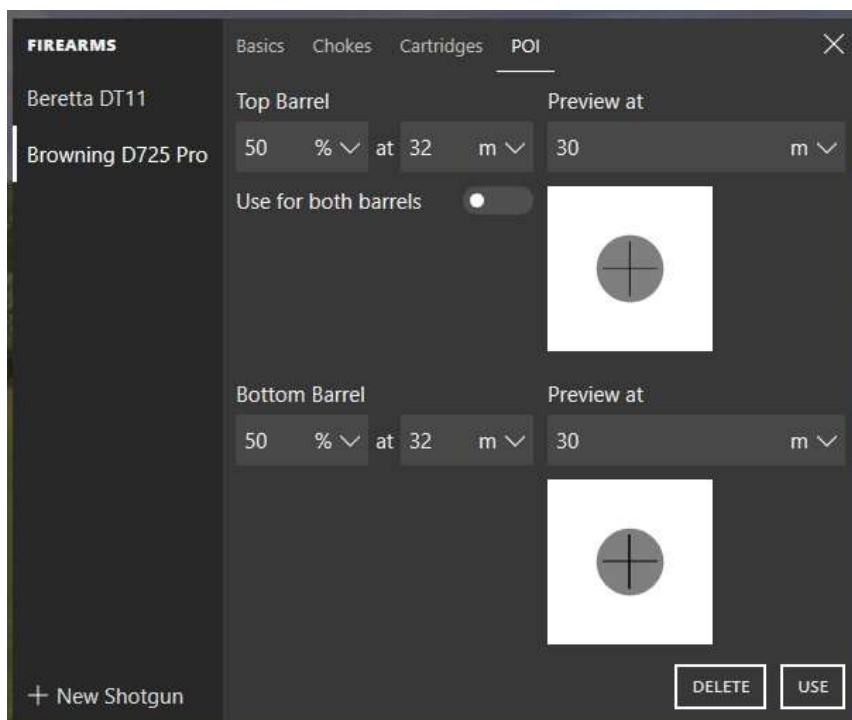 FIREARMS
Beretta DT11
Browning D725 Pro
+ New Shotgun
Basics Chokes Cartridges POI
Top Barrel Preview at
50 % at 32 m 30 m
Use for both barrels
Bottom Barrel Preview at
50 % at 32 m 30 m
DELETE USE